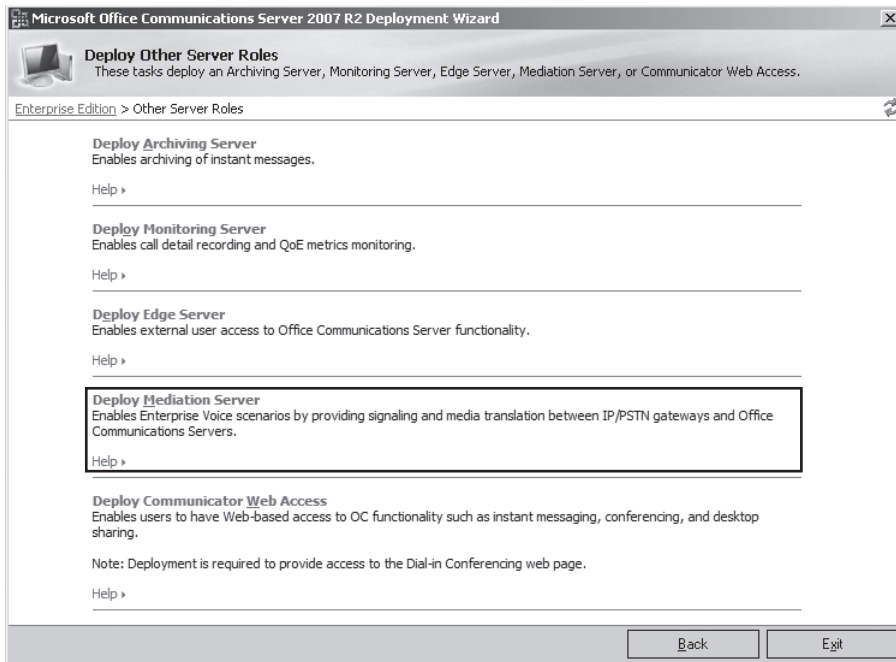 Microsoft Office Communications Server 2007 R2 Deployment Wizard
Deploy Other Server Roles
These tasks deploy an Archiving Server, Monitoring Server, Edge Server, Mediation Server, or Communicator Web Access.
Enterprise Edition > Other Server Roles
Deploy Archiving Server
Enables archiving of instant messages.
Help
Deploy Monitoring Server
Enables call detail recording and QoE metrics monitoring.
Help
Deploy Edge Server
Enables external user access to Office Communications Server functionality.
Help
Deploy Mediation Server
Enables Enterprise Voice scenarios by providing signaling and media translation between IP/PSTN gateways and Office
Communications Servers.
Help
Deploy Communicator Web Access
Enables users to have Web-based access to OC functionality such as instant messaging, conferencing, and desktop
sharing.
Note: Deployment is required to provide access to the Dial-in Conferencing web page.
Help
Back Exit